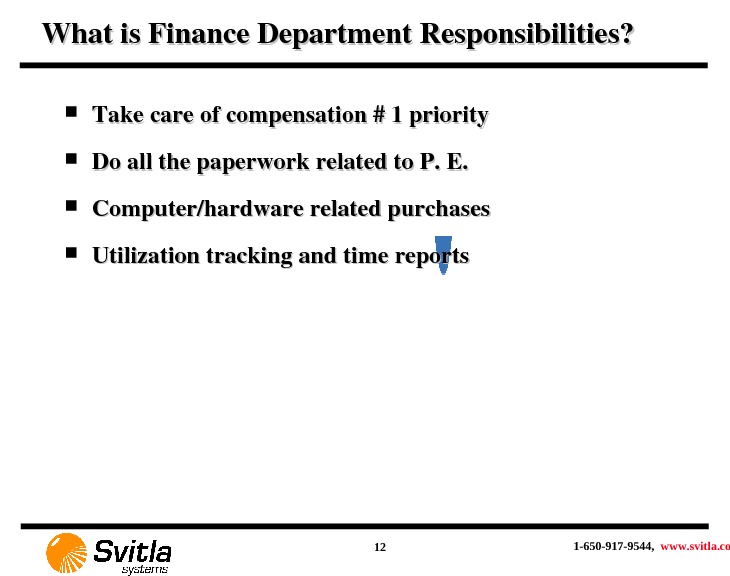 What is Finance Department Responsibilities?
Take care of compensation # 1 priority
Do all the paperwork related to P. E.
Computer/hardware related purchases
Utilization tracking and time reports
Svitla
systems
12
1-650-917-9544, www.svitla.co